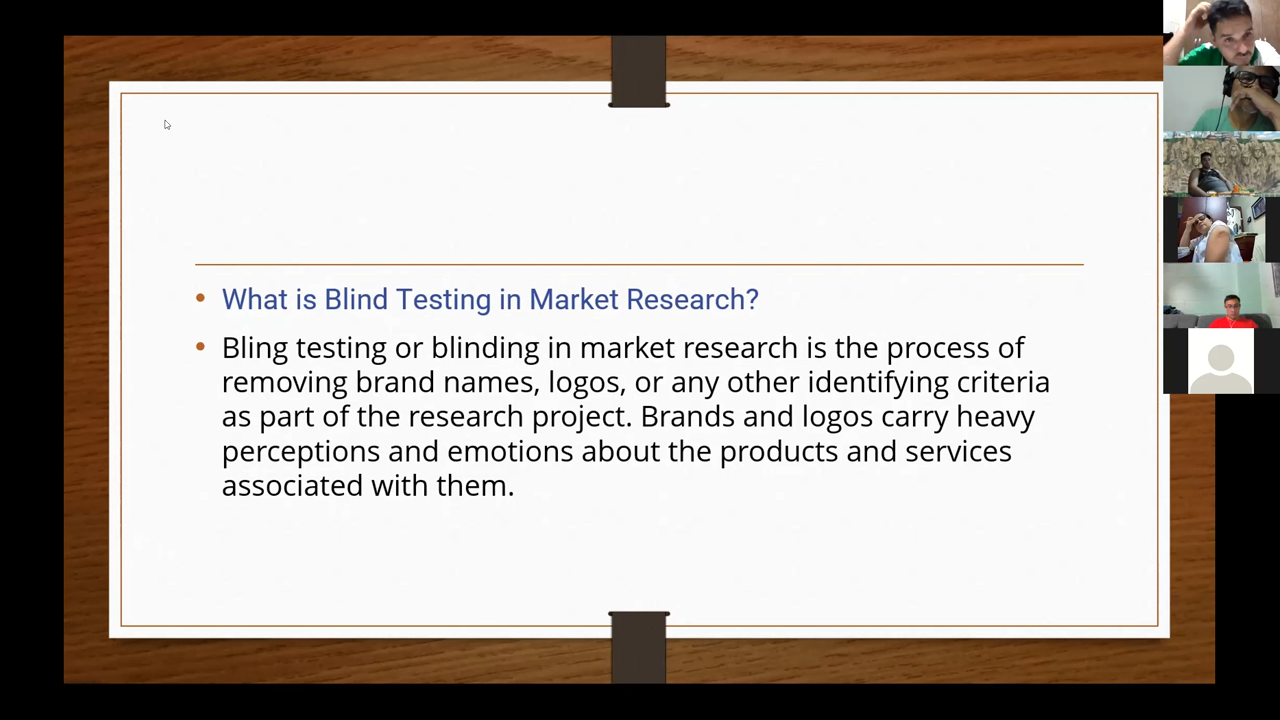 • What is Blind Testing in Market Research?
• Bling testing or blinding in market research is the process of
removing brand names, logos, or any other identifying criteria
as part of the research project. Brands and logos carry heavy
perceptions and emotions about the products and services
associated with them.